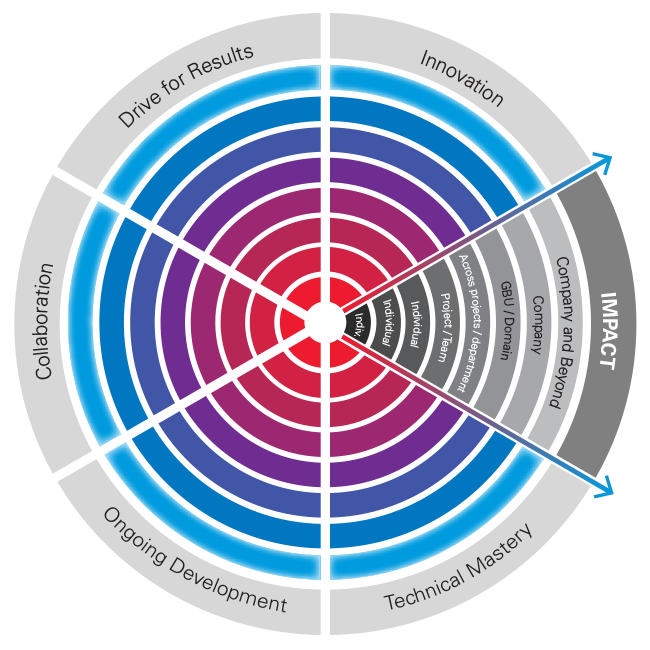 Drive for Results
Innovation
Collaboration
Indiv.
Individual
Individual
Project / Team
Across projects / department
GBU / Domain
Company
Company and Beyond
IMPACT
Ongoing Development
Technical Mastery